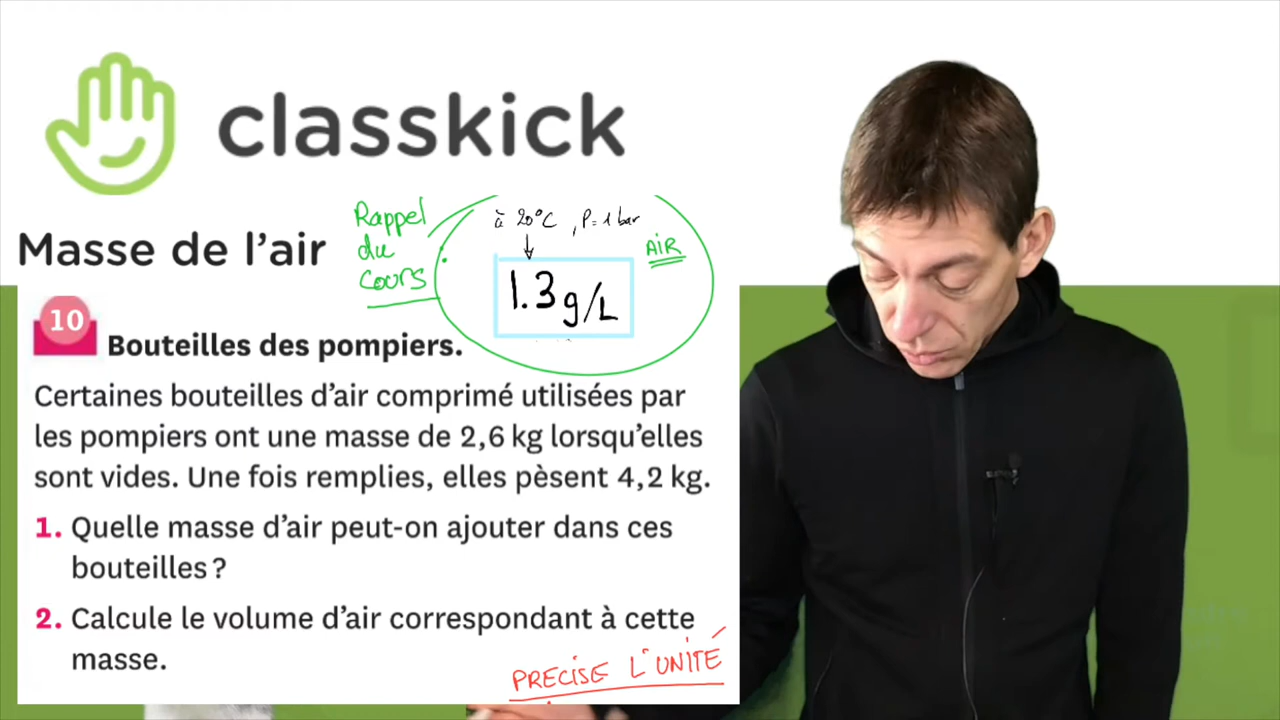 classkick
Masse de l'air
Rappel
du
cours :
à 20°C , P=1 bar
AIR
1.3g/L
10
Bouteilles des pompiers.
Certaines bouteilles d'air comprimé utilisées par
les pompiers ont une masse de 2,6 kg lorsqu'elles
sont vides. Une fois remplies, elles pèsent 4,2 kg.
1. Quelle masse d'air peut-on ajouter dans ces
bouteilles ?
2. Calcule le volume d'air correspondant à cette
masse.
PRECISE L'UNITÉ